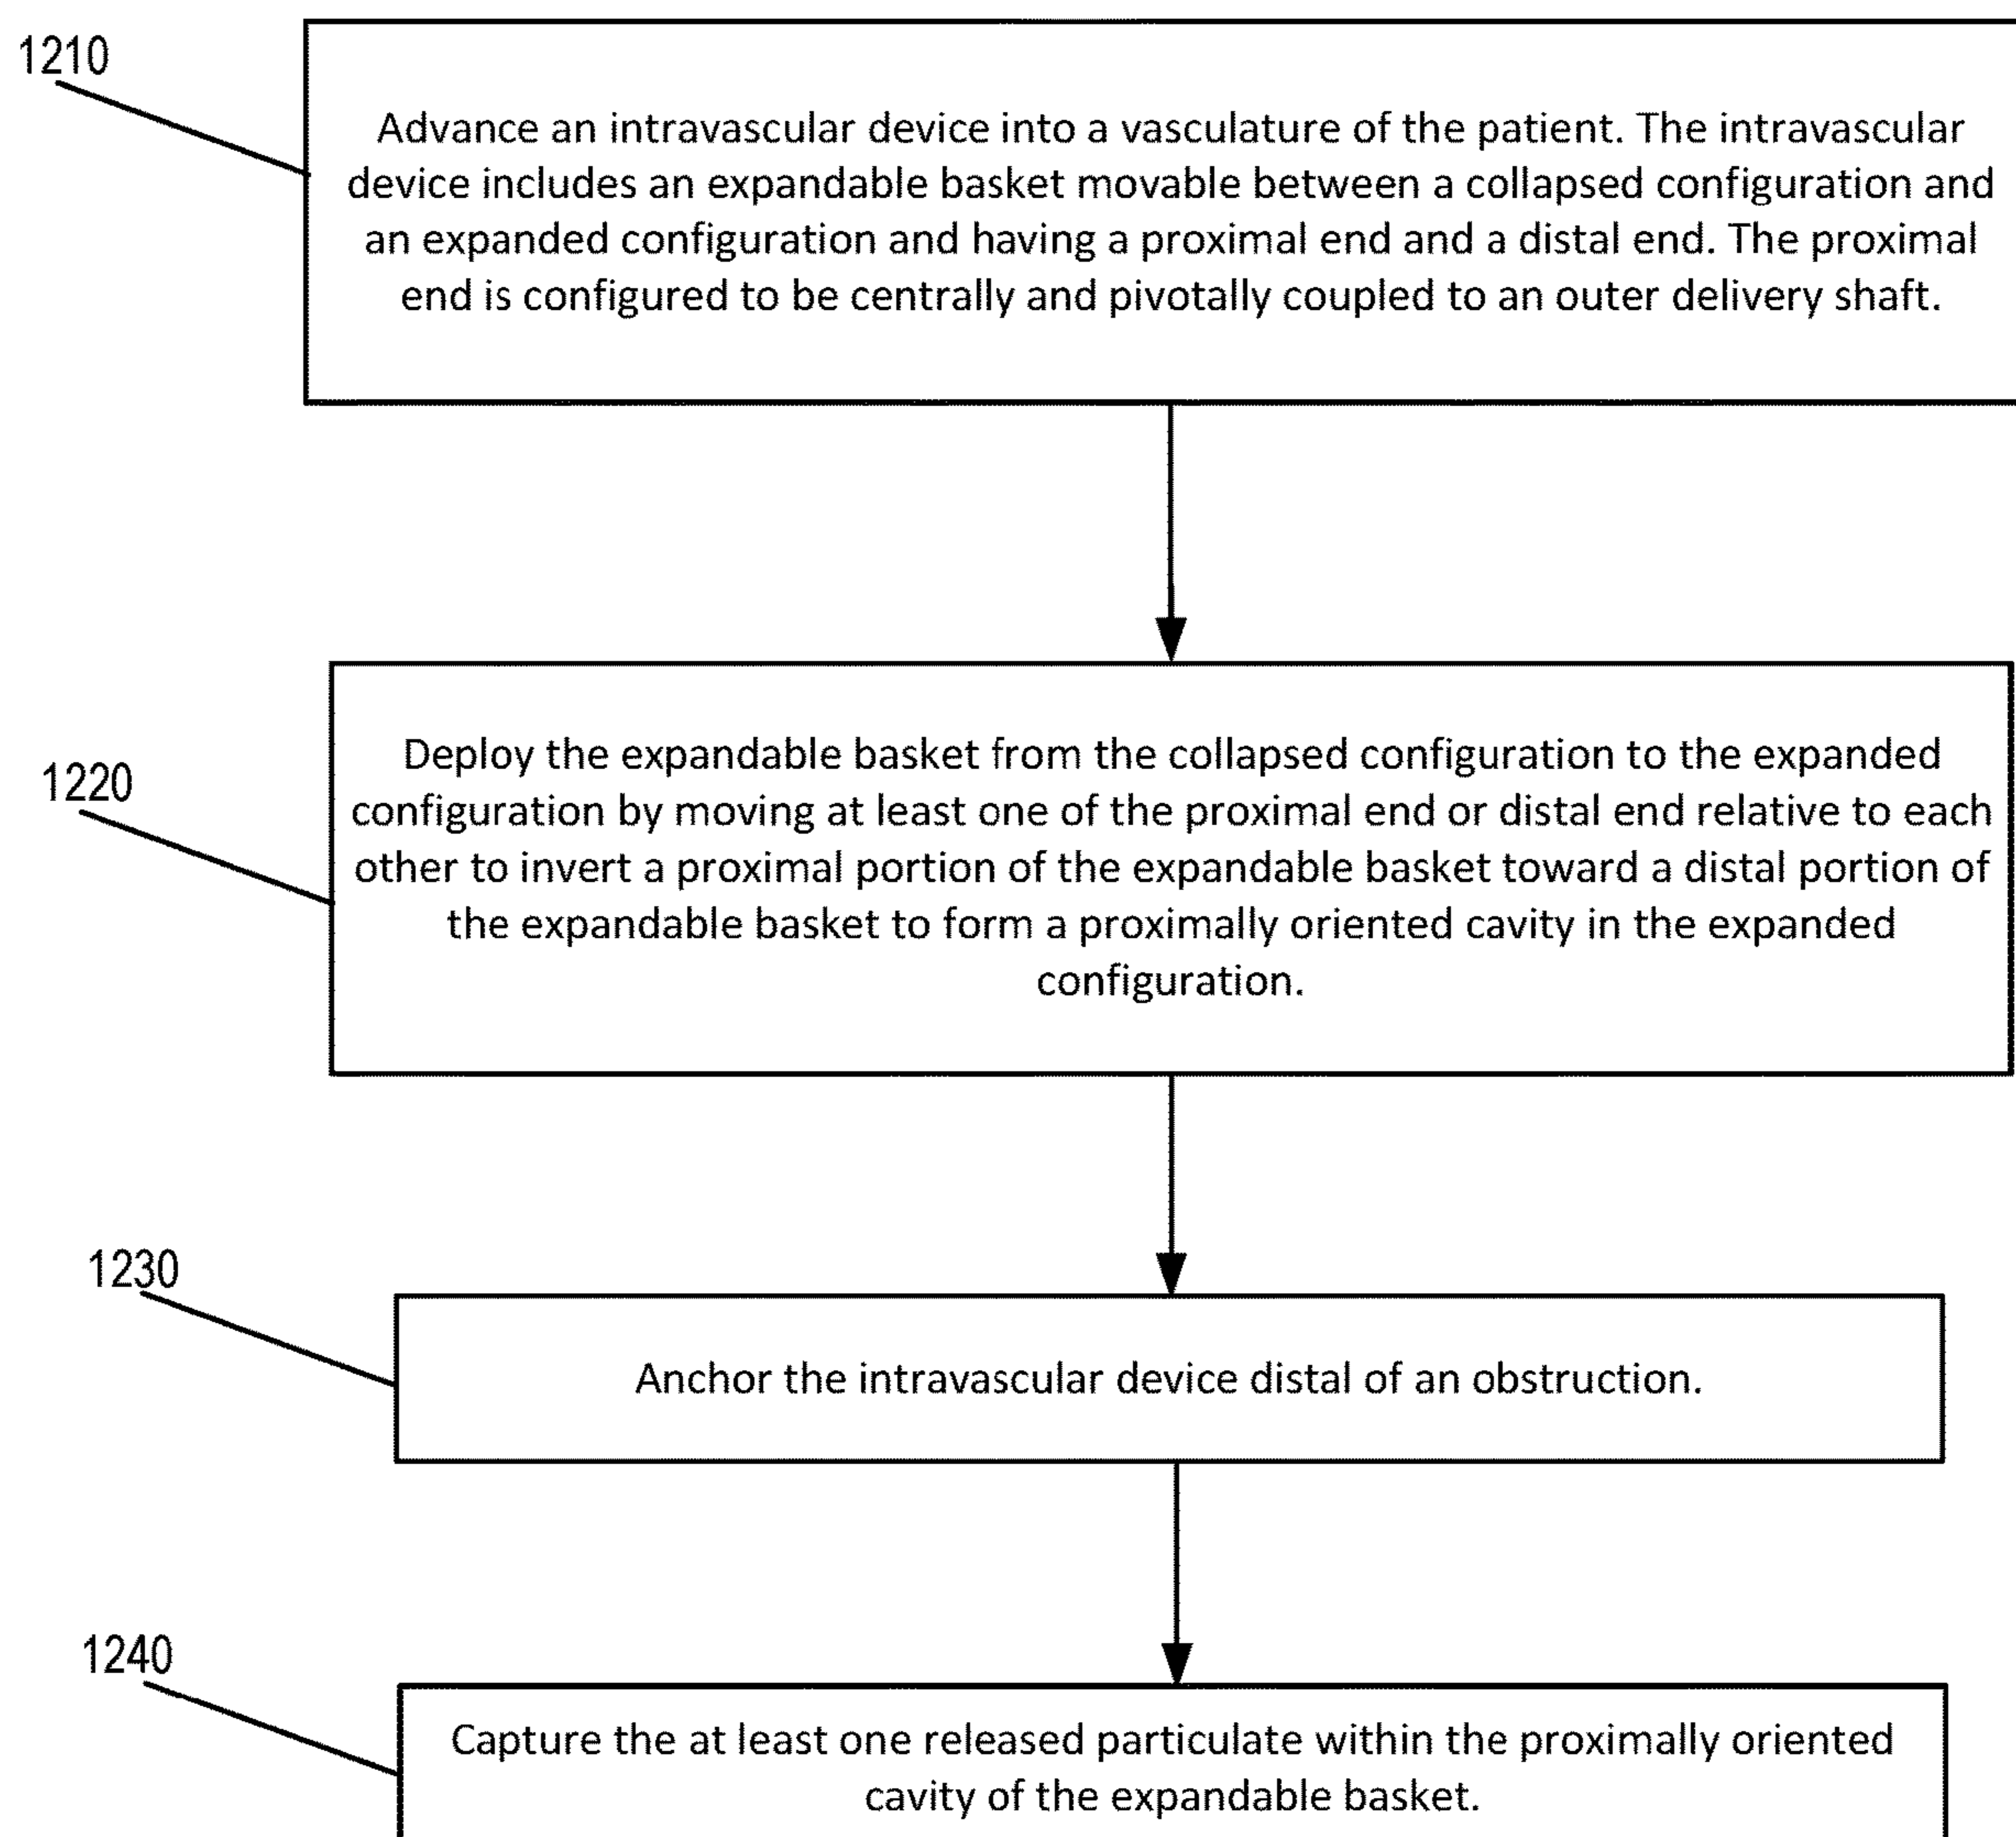 1210
Advance an intravascular device into a vasculature of the patient. The intravascular
device includes an expandable basket movable between a collapsed configuration and
an expanded configuration and having a proximal end and a distal end. The proximal
end is configured to be centrally and pivotally coupled to an outer delivery shaft.
1220
Deploy the expandable basket from the collapsed configuration to the expanded
configuration by moving at least one of the proximal end or distal end relative to each
other to invert a proximal portion of the expandable basket toward a distal portion of
the expandable basket to form a proximally oriented cavity in the expanded
configuration.
1230
Anchor the intravascular device distal of an obstruction.
1240
Capture the at least one released particulate within the proximally oriented
cavity of the expandable basket.